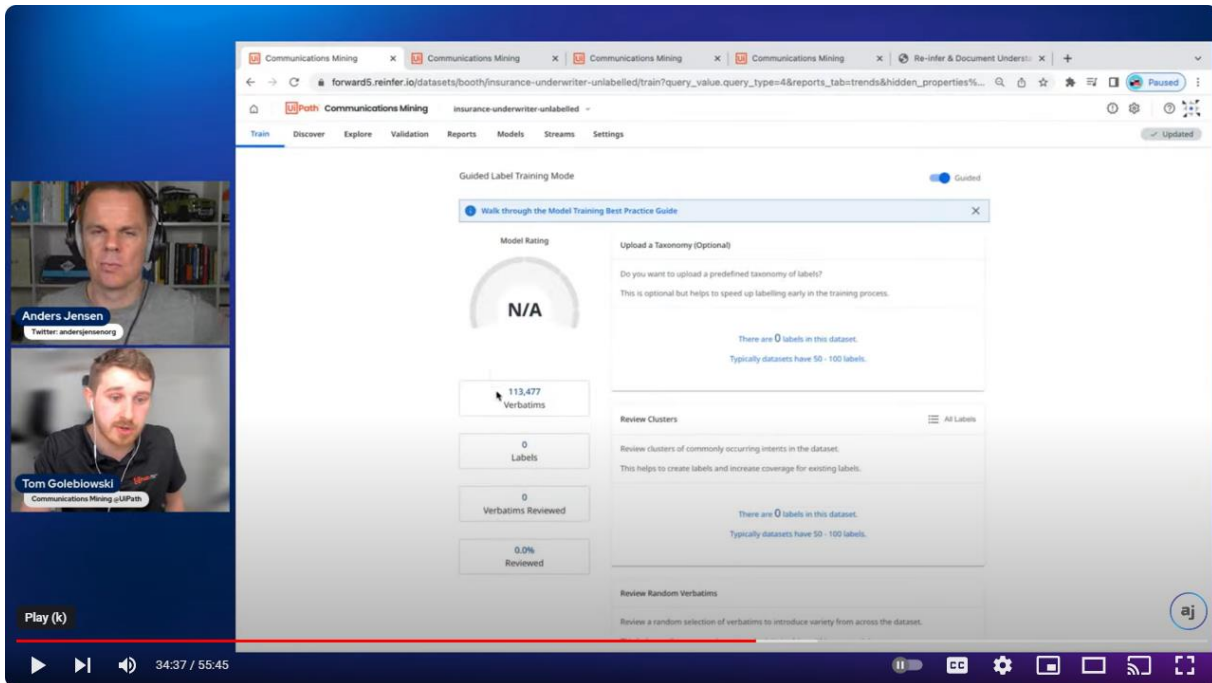 Communications Mining
Communications Mining
Communications Mining
Communications Mining
Re-infer & Document Understa
forward5.reinfer.io/datasets/booth/insurance-underwriter-unlabelled/train?query_value.query_type=4&reports_tab=trends&hidden_properties%...
Paused
UiPath Communications Mining
insurance-underwriter-unlabelled
Train Discover Explore Validation Reports Models Streams Settings
Updated
Guided Label Training Mode
Guided
Walk through the Model Training Best Practice Guide
Model Rating
N/A
113,477
Verbatims
0
Labels
0
Verbatims Reviewed
0.0%
Reviewed
Upload a Taxonomy (Optional)
Do you want to upload a predefined taxonomy of labels?
This is optional but helps to speed up labelling early in the training process.
There are 0 labels in this dataset.
Typically datasets have 50 - 100 labels.
Review Clusters
All Labels
Review clusters of commonly occurring intents in the dataset.
This helps to create labels and increase coverage for existing labels.
There are 0 labels in this dataset.
Typically datasets have 50 - 100 labels.
Review Random Verbatims
Review a random selection of verbatims to introduce variety from across the dataset.
Anders Jensen
Twitter: andersjensenorg
Tom Golebiowski
Communications Mining @UiPath
aj
Play (k)
34:37 / 55:45
CC